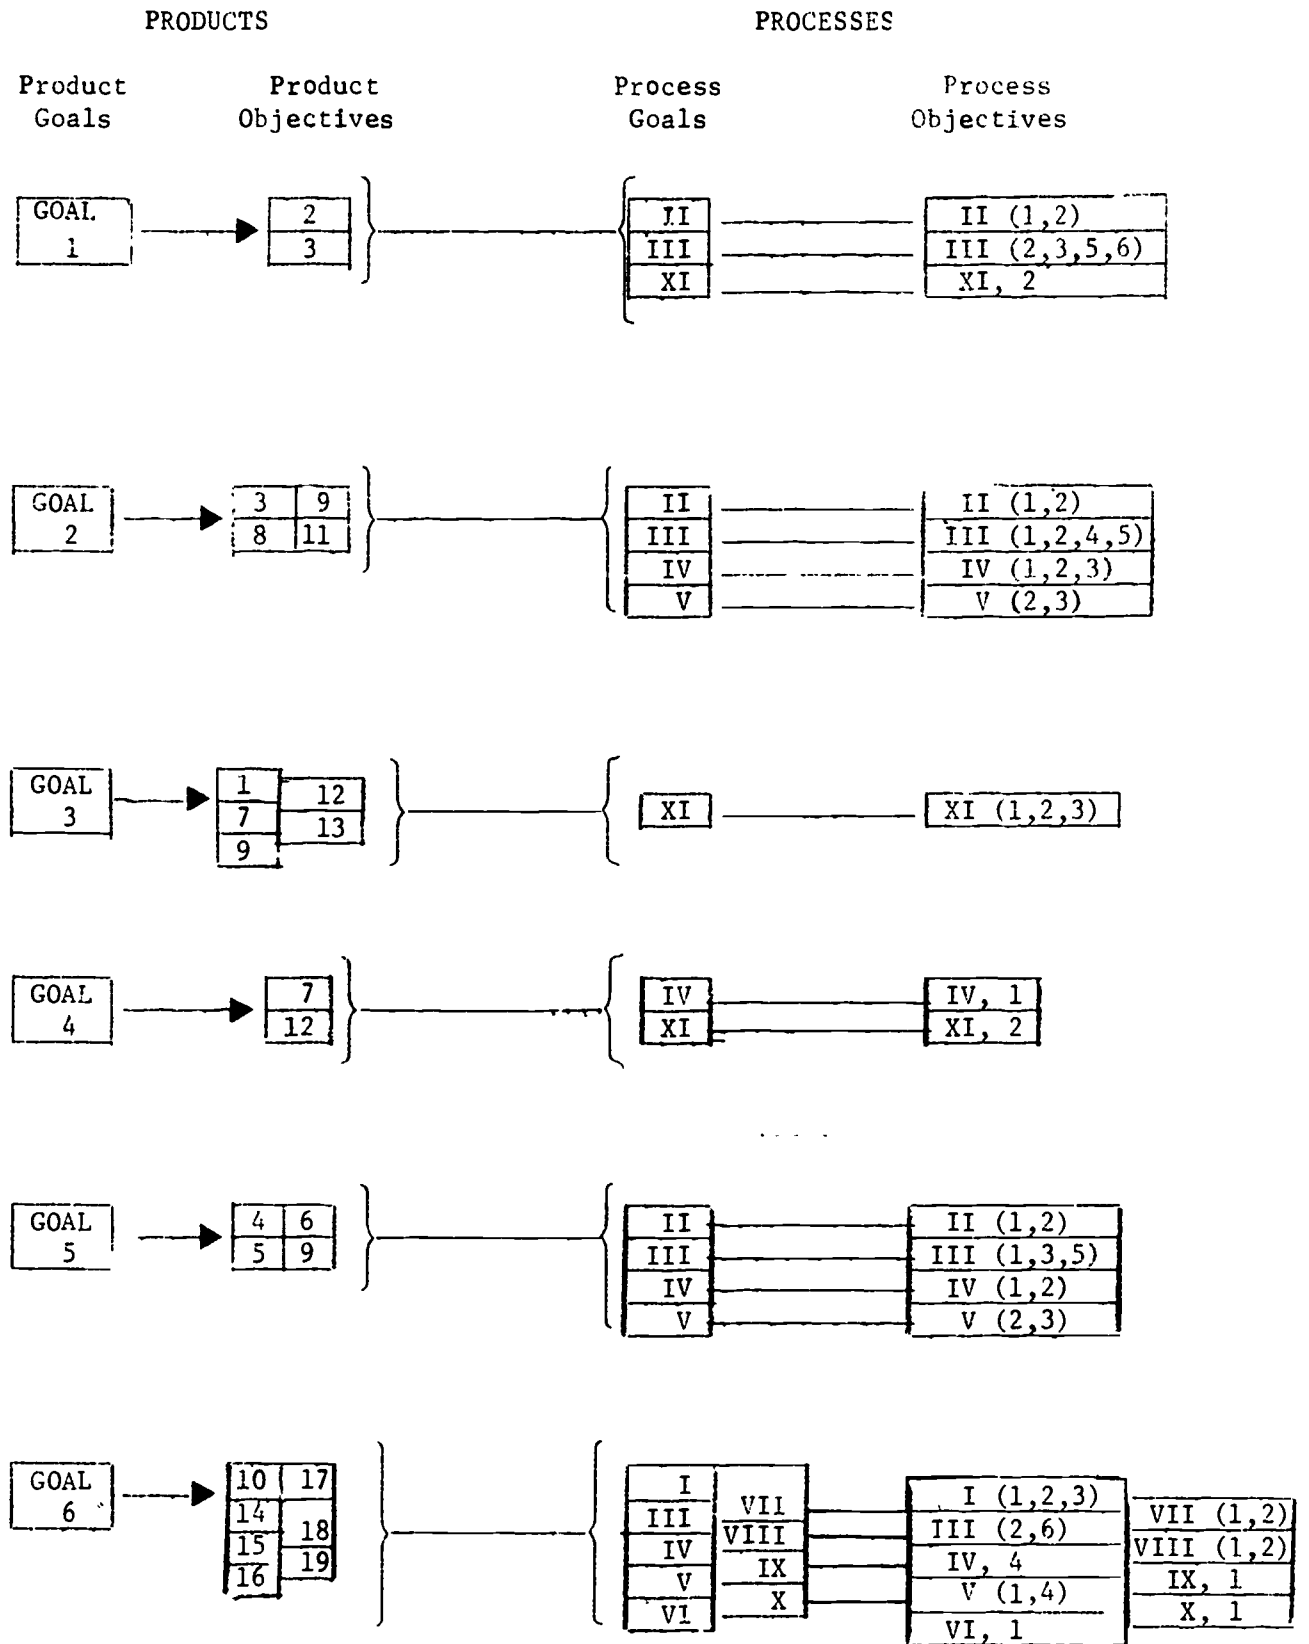 PRODUCTS PROCESSES
Product Product Process Process
Goals Objectives Goals Objectives
GOAL 2 II II (1,2)
1 3 III III (2,3,5,6)
XI XI, 2
GOAL 3 9 II II (1,2)
2 8 11 III III (1,2,4,5)
IV IV (1,2,3)
V V (2,3)
GOAL 1 12 XI XI (1,2,3)
3 7 13
9
GOAL 7 IV IV, 1
4 12 XI XI, 2
GOAL 4 6 II II (1,2)
5 5 9 III III (1,3,5)
IV IV (1,2)
V V (2,3)
GOAL 10 17 I VII I (1,2,3) VII (1,2)
6 14 18 III VIII III (2,6) VIII (1,2)
15 19 IV IX IV, 4 IX, 1
16 V X V (1,4) X, 1
VI VI, 1